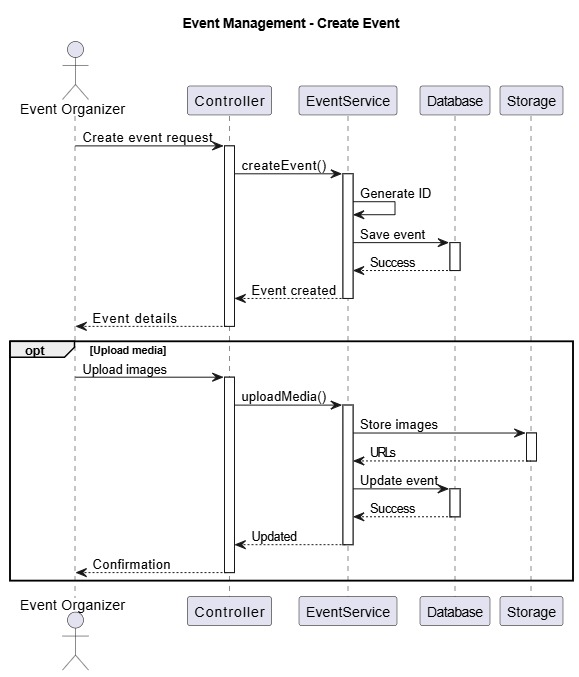 Event Management - Create Event
Event Organizer
Controller
EventService
Database
Storage
Create event request
createEvent()
Generate ID
Save event
Success
Event created
Event details
opt
[Upload media]
Upload images
uploadMedia()
Store images
URLs
Update event
Success
Updated
Confirmation
Event Organizer
Controller
EventService
Database
Storage